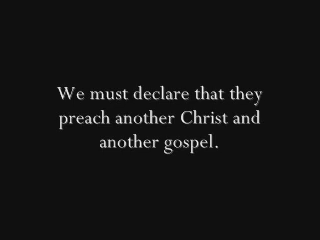 We must declare that they
preach another Christ and
another gospel.